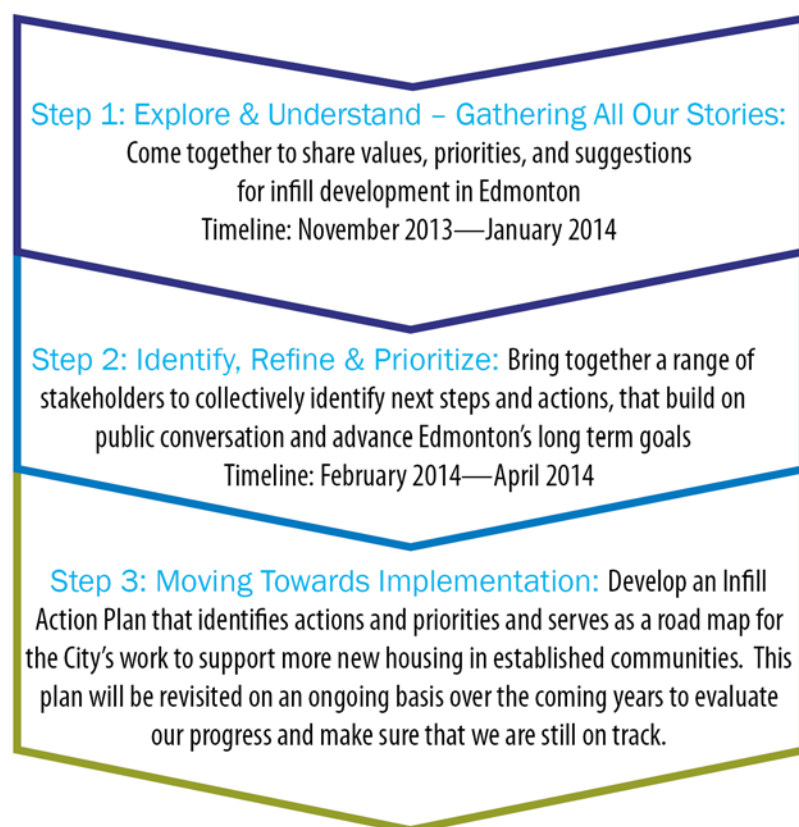 Step 1: Explore & Understand – Gathering All Our Stories:
Come together to share values, priorities, and suggestions
for infill development in Edmonton
Timeline: November 2013—January 2014
Step 2: Identify, Refine & Prioritize: Bring together a range of
stakeholders to collectively identify next steps and actions, that build on
public conversation and advance Edmonton's long term goals
Timeline: February 2014—April 2014
Step 3: Moving Towards Implementation: Develop an Infill
Action Plan that identifies actions and priorities and serves as a road map for
the City's work to support more new housing in established communities. This
plan will be revisited on an ongoing basis over the coming years to evaluate
our progress and make sure that we are still on track.